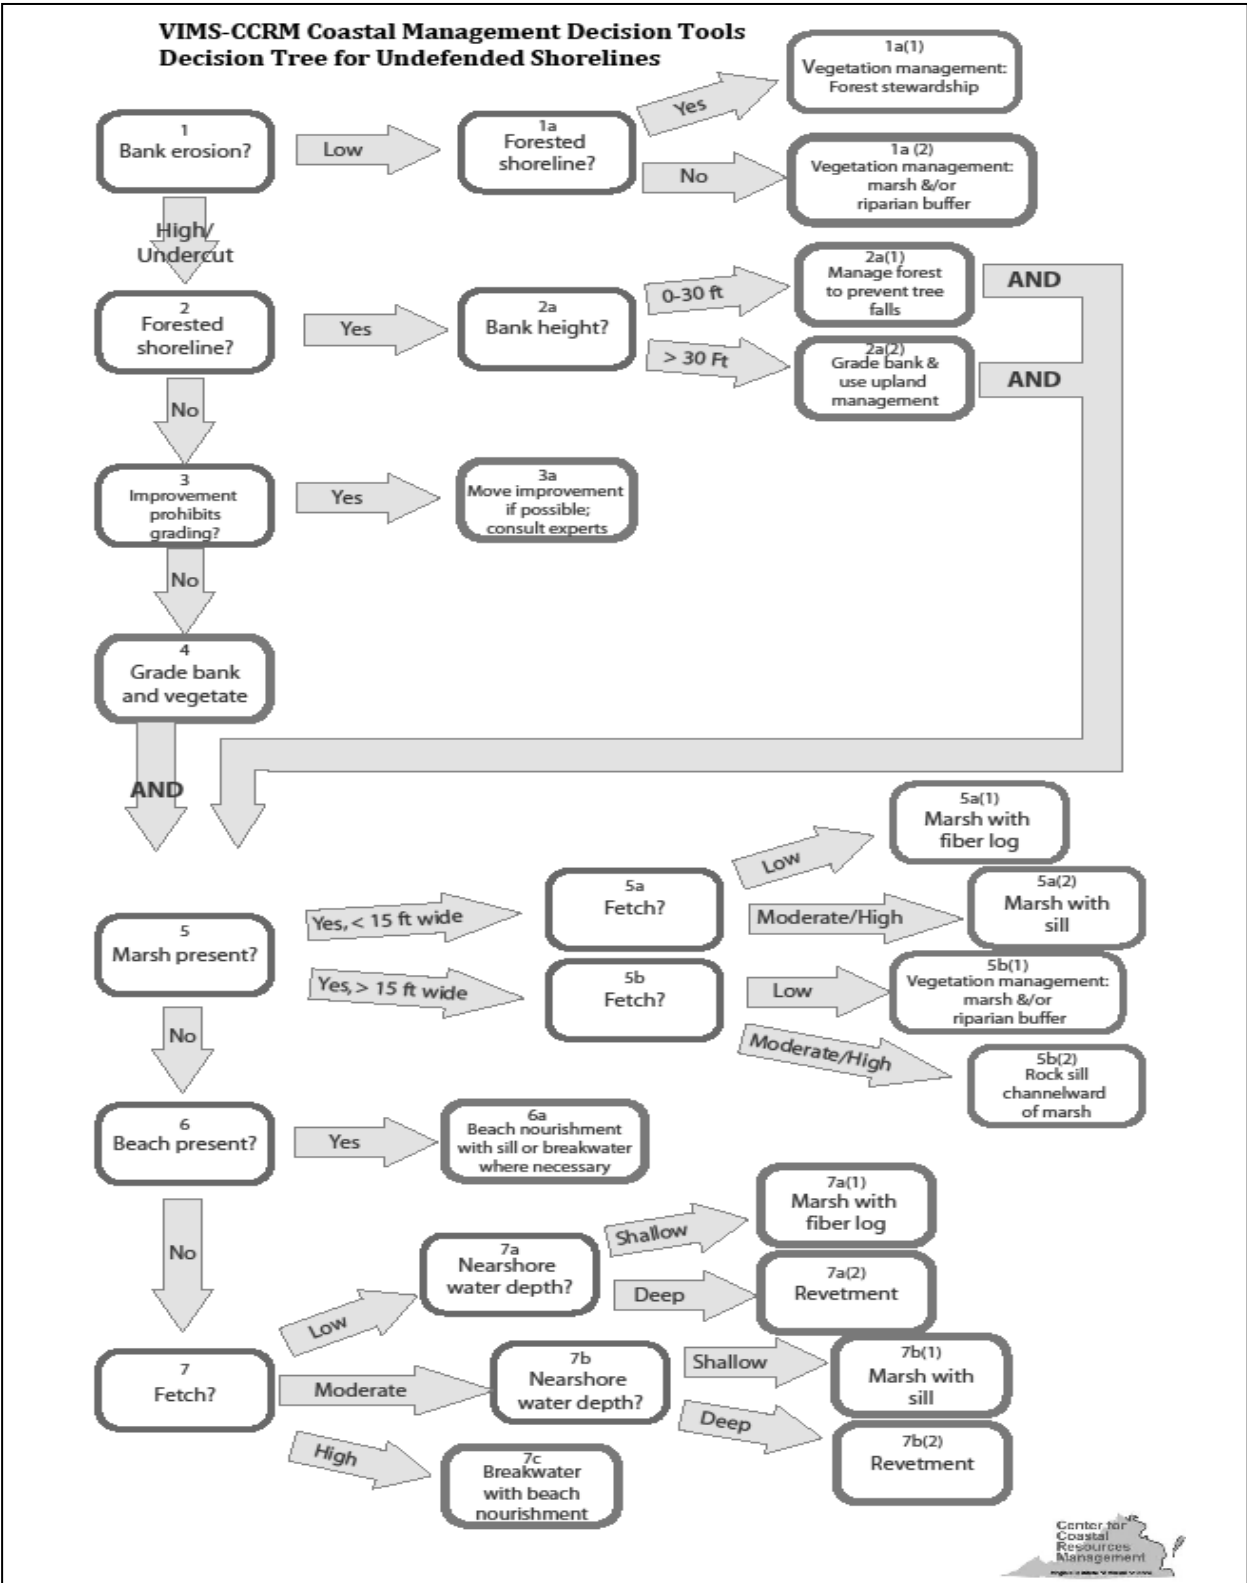 VIMS-CCRM Coastal Management Decision Tools
Decision Tree for Undefended Shorelines
1
Bank erosion?
Low
1a
Forested
shoreline?
Yes
1a(1)
Vegetation management:
Forest stewardship
No
1a (2)
Vegetation management:
marsh &/or
riparian buffer
High/
Undercut
2
Forested
shoreline?
Yes
2a
Bank height?
0-30 ft
2a(1)
Manage forest
to prevent tree
falls
AND
> 30 Ft
2a(2)
Grade bank &
use upland
management
AND
No
3
Improvement
prohibits
grading?
Yes
3a
Move improvement
if possible;
consult experts
No
4
Grade bank
and vegetate
AND
5
Marsh present?
Yes, < 15 ft wide
5a
Fetch?
Low
5a(1)
Marsh with
fiber log
Moderate/High
5a(2)
Marsh with
sill
Yes, > 15 ft wide
5b
Fetch?
Low
5b(1)
Vegetation management:
marsh &/or
riparian buffer
Moderate/High
5b(2)
Rock sill
channelward
of marsh
No
6
Beach present?
Yes
6a
Beach nourishment
with sill or breakwater
where necessary
No
7
Fetch?
Low
7a
Nearshore
water depth?
Shallow
7a(1)
Marsh with
fiber log
Deep
7a(2)
Revetment
Moderate
7b
Nearshore
water depth?
Shallow
7b(1)
Marsh with
sill
Deep
7b(2)
Revetment
High
7c
Breakwater
with beach
nourishment
Center for
Coastal
Resources
Management